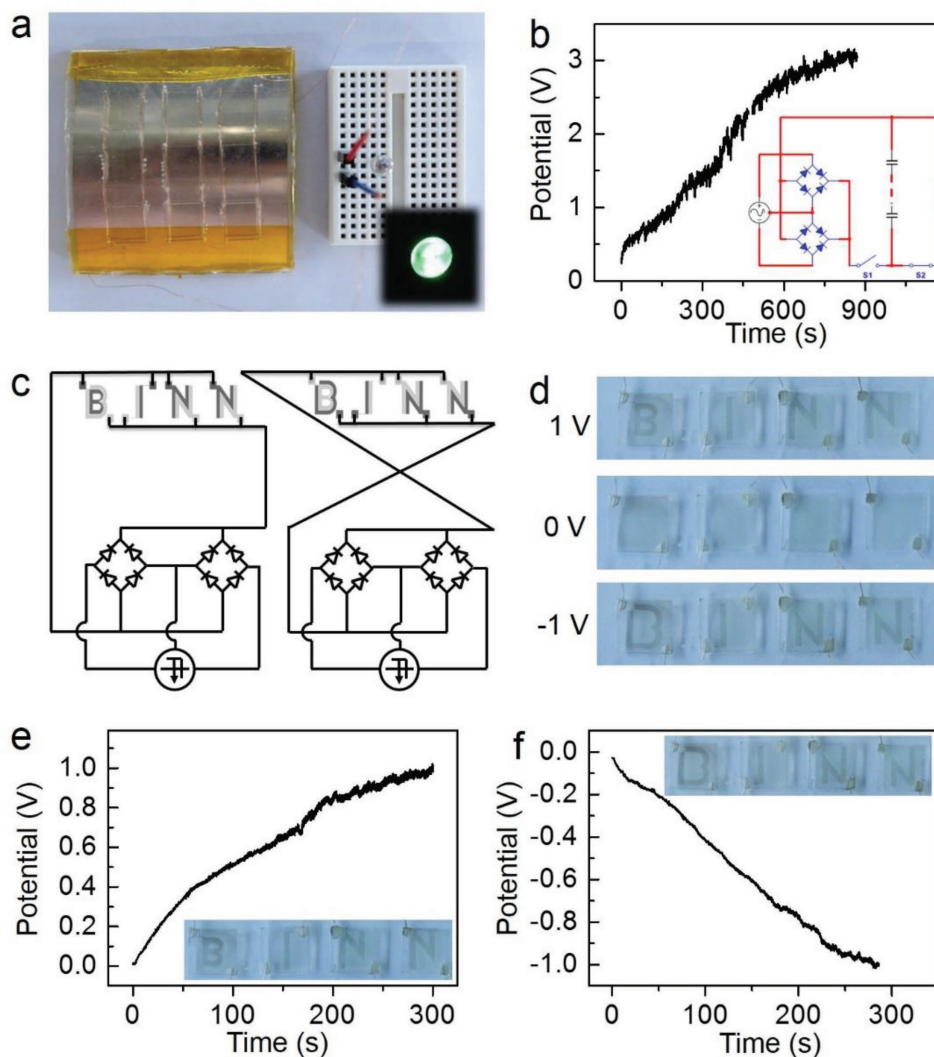 a
b
Potential (V)
3
2
1
0
0 300 600 900
Time (s)
S1 S2
c
B I N N
B I N N
d
1 V
B I N N
0 V
-1 V
B I N N
e
Potential (V)
1.0
0.8
0.6
0.4
0.2
0.0
0 100 200 300
Time (s)
B I N N
f
Potential (V)
0.0
-0.2
-0.4
-0.6
-0.8
-1.0
0 100 200 300
Time (s)
B I N N